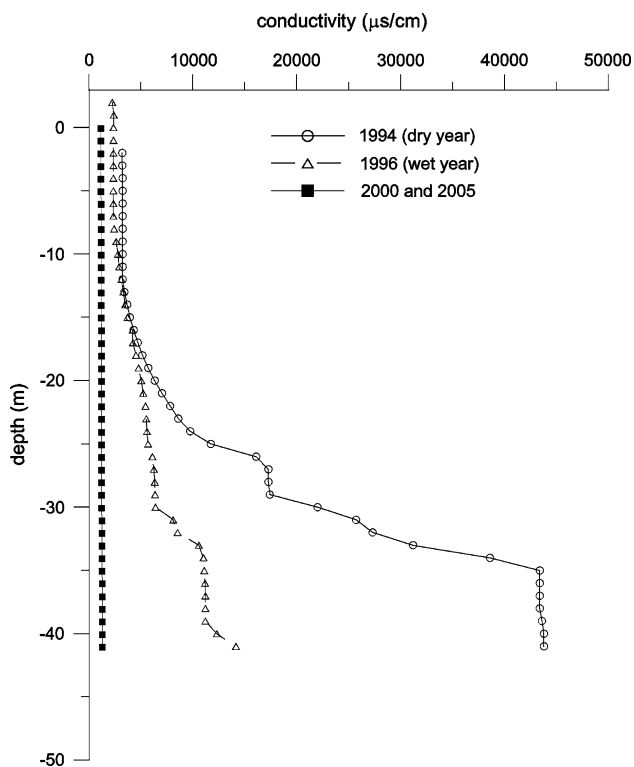 conductivity (μs/cm)
0 10000 20000 30000 40000 50000
1994 (dry year)
1996 (wet year)
2000 and 2005
0
-10
-20
-30
-40
-50
depth (m)